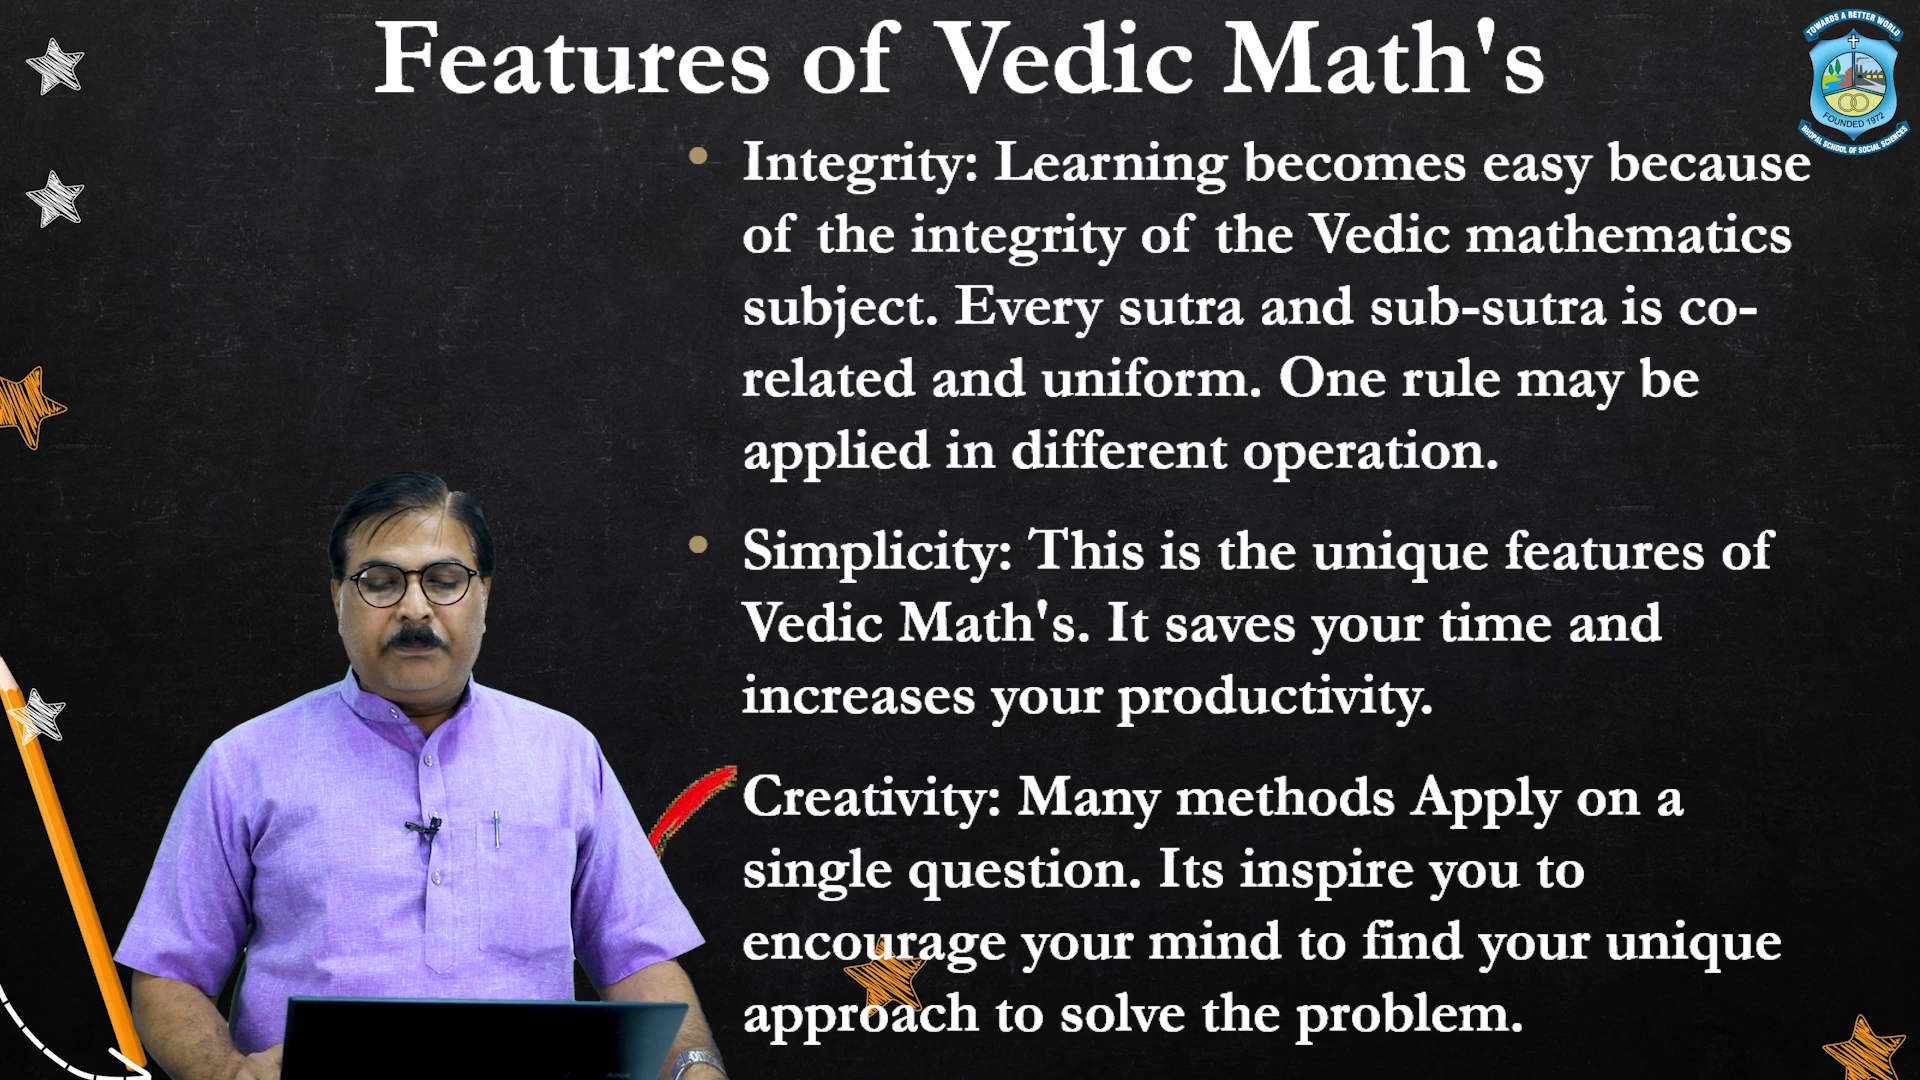 Features of Vedic Math's
TOWARDS A BETTER WORLD
FOUNDED 1972
BHOPAL SCHOOL OF SOCIAL SCIENCES
• Integrity: Learning becomes easy because
of the integrity of the Vedic mathematics
subject. Every sutra and sub-sutra is co-
related and uniform. One rule may be
applied in different operation.
• Simplicity: This is the unique features of
Vedic Math's. It saves your time and
increases your productivity.
Creativity: Many methods Apply on a
single question. Its inspire you to
encourage your mind to find your unique
approach to solve the problem.